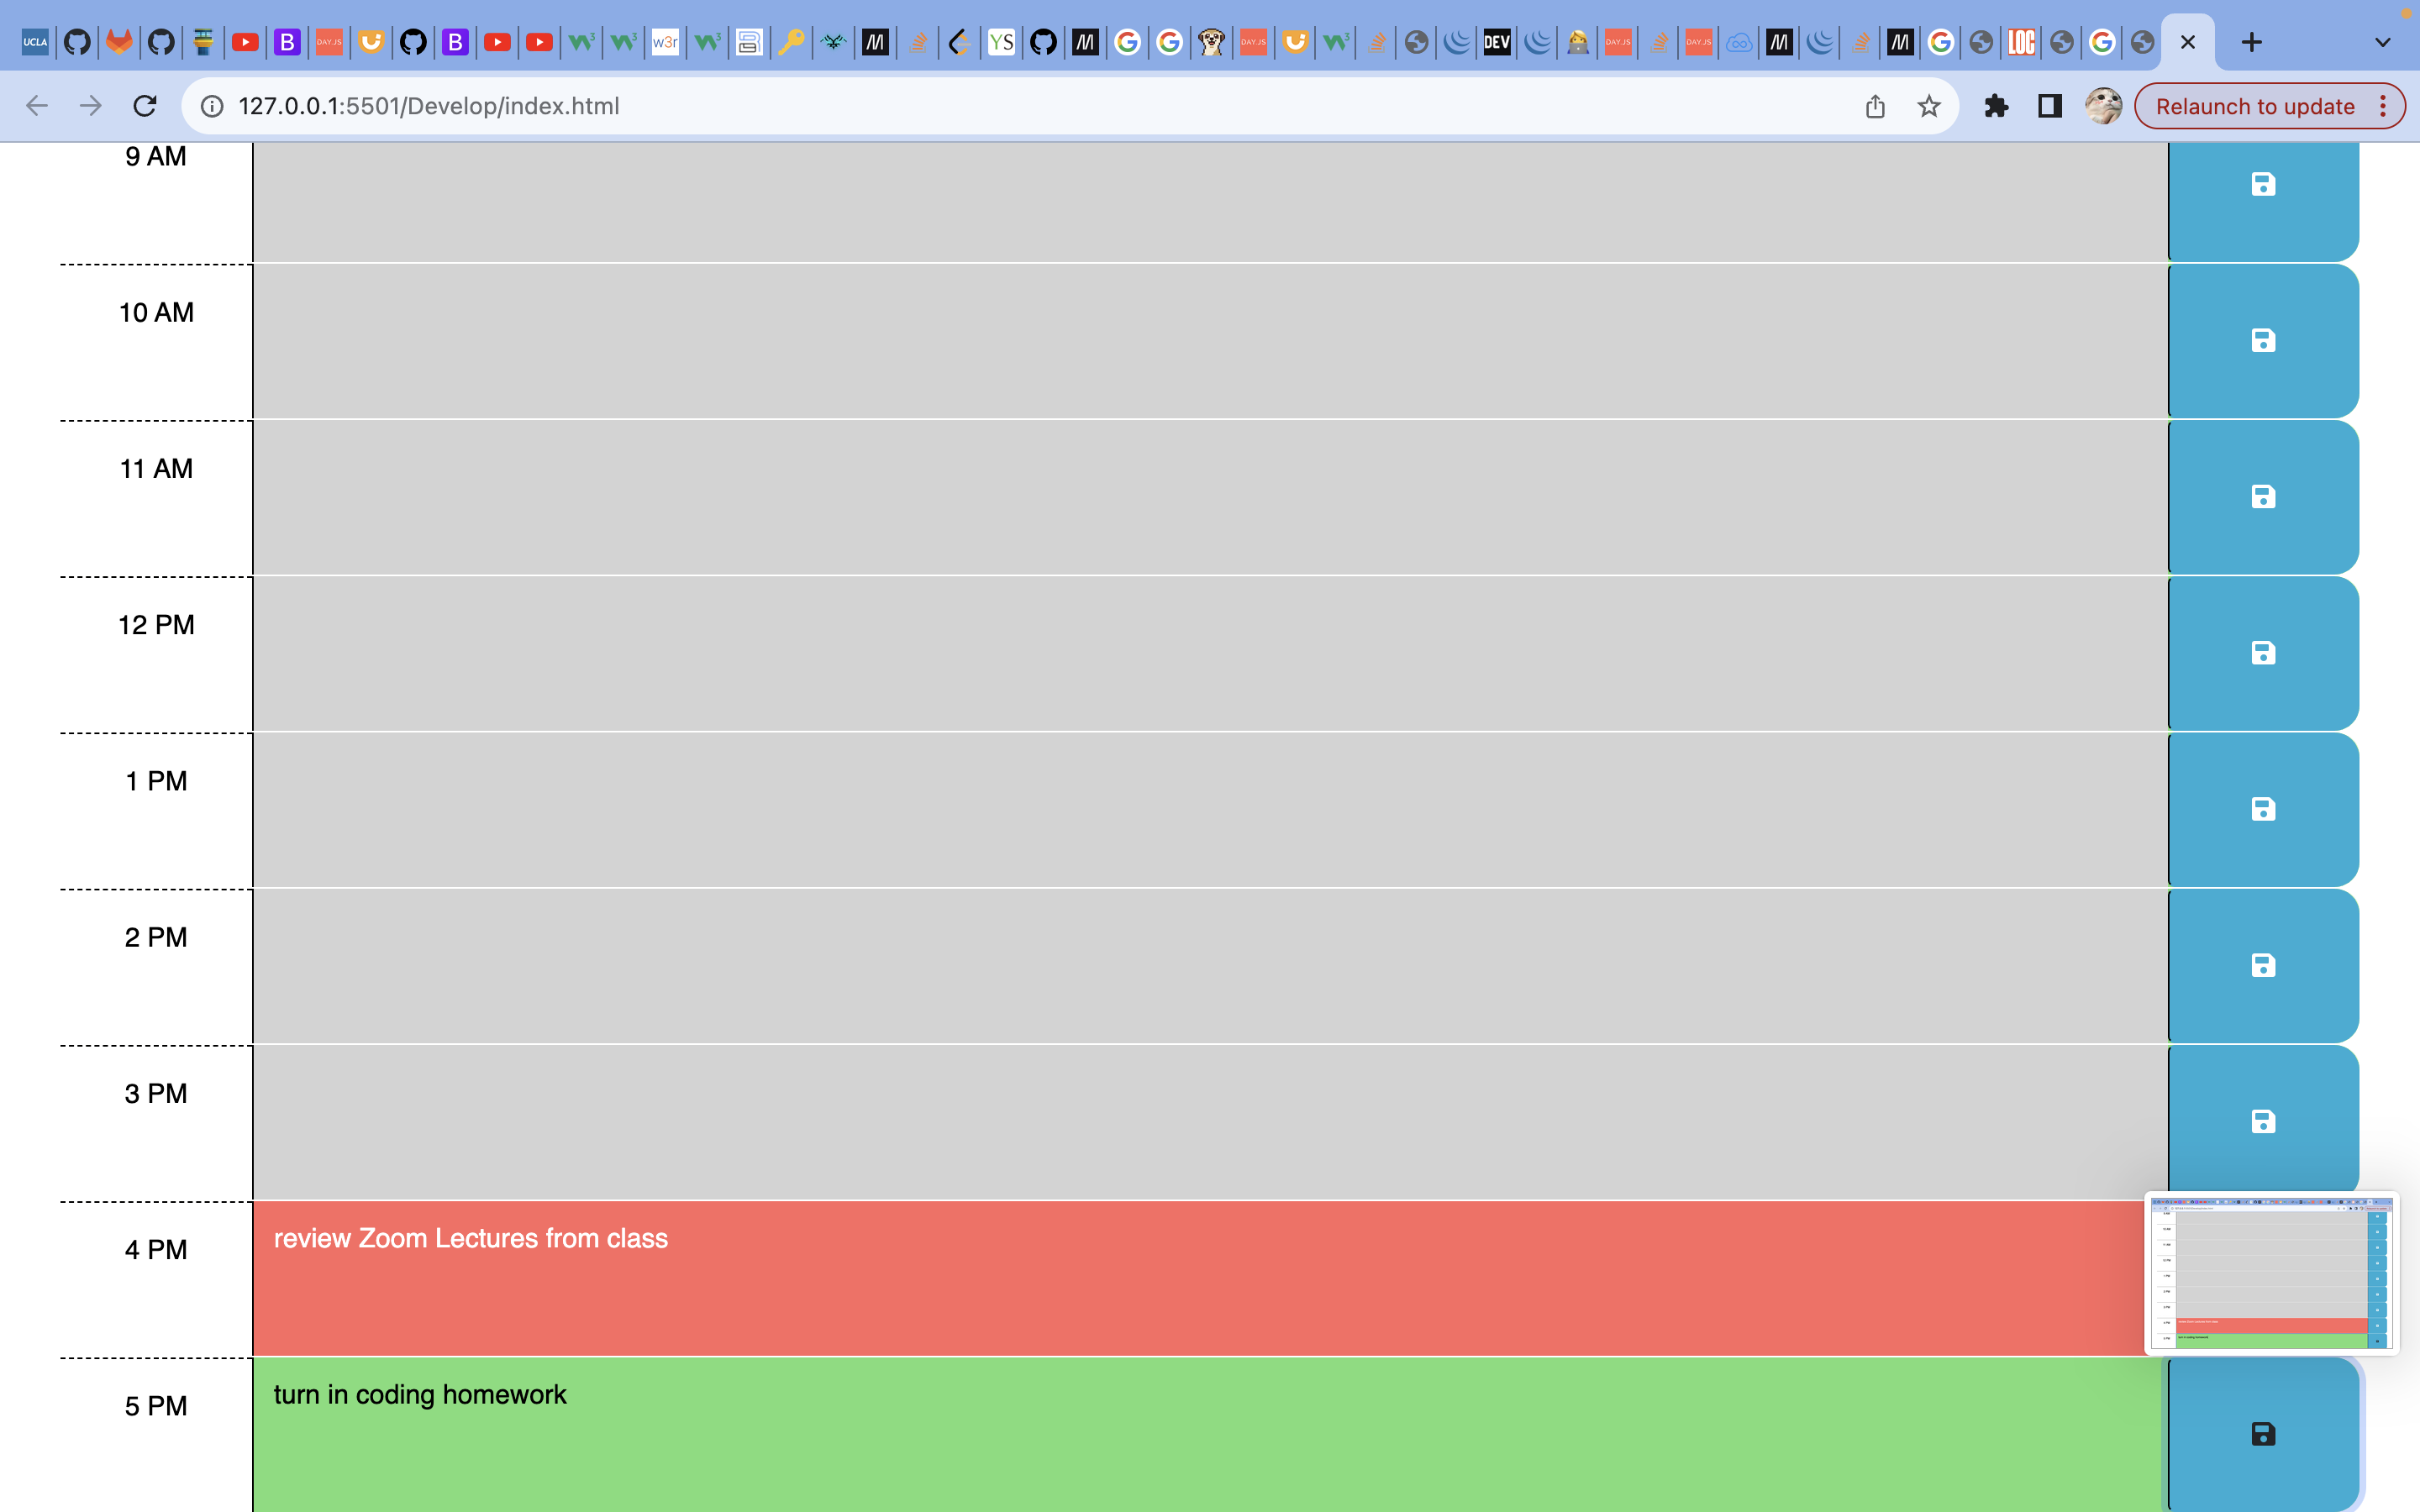 UCLA
B
DAY.JS
B
w3r
YS
DAY.JS
DEV
DAY.JS
DAY.JS
LOC
127.0.0.1:5501/Develop/index.html
Relaunch to update
9 AM
10 AM
11 AM
12 PM
1 PM
2 PM
3 PM
4 PM
review Zoom Lectures from class
5 PM
turn in coding homework